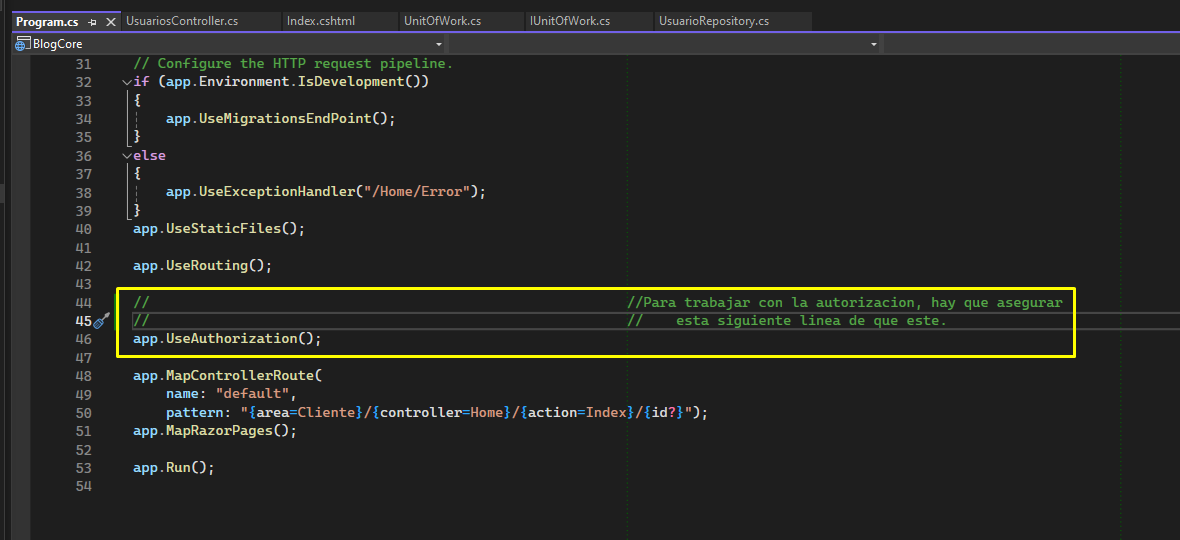 Program.cs UsuariosController.cs Index.cshtml UnitOfWork.cs IUnitOfWork.cs UsuarioRepository.cs
BlogCore
31 // Configure the HTTP request pipeline.
32 if (app.Environment.IsDevelopment())
33 {
34 app.UseMigrationsEndPoint();
35 }
36 else
37 {
38 app.UseExceptionHandler("/Home/Error");
39 }
40 app.UseStaticFiles();
41
42 app.UseRouting();
43
44 // //Para trabajar con la autorizacion, hay que asegurar
45 // // esta siguiente linea de que este.
46 app.UseAuthorization();
47
48 app.MapControllerRoute(
49 name: "default",
50 pattern: "{area=Cliente}/{controller=Home}/{action=Index}/{id?}");
51 app.MapRazorPages();
52
53 app.Run();
54